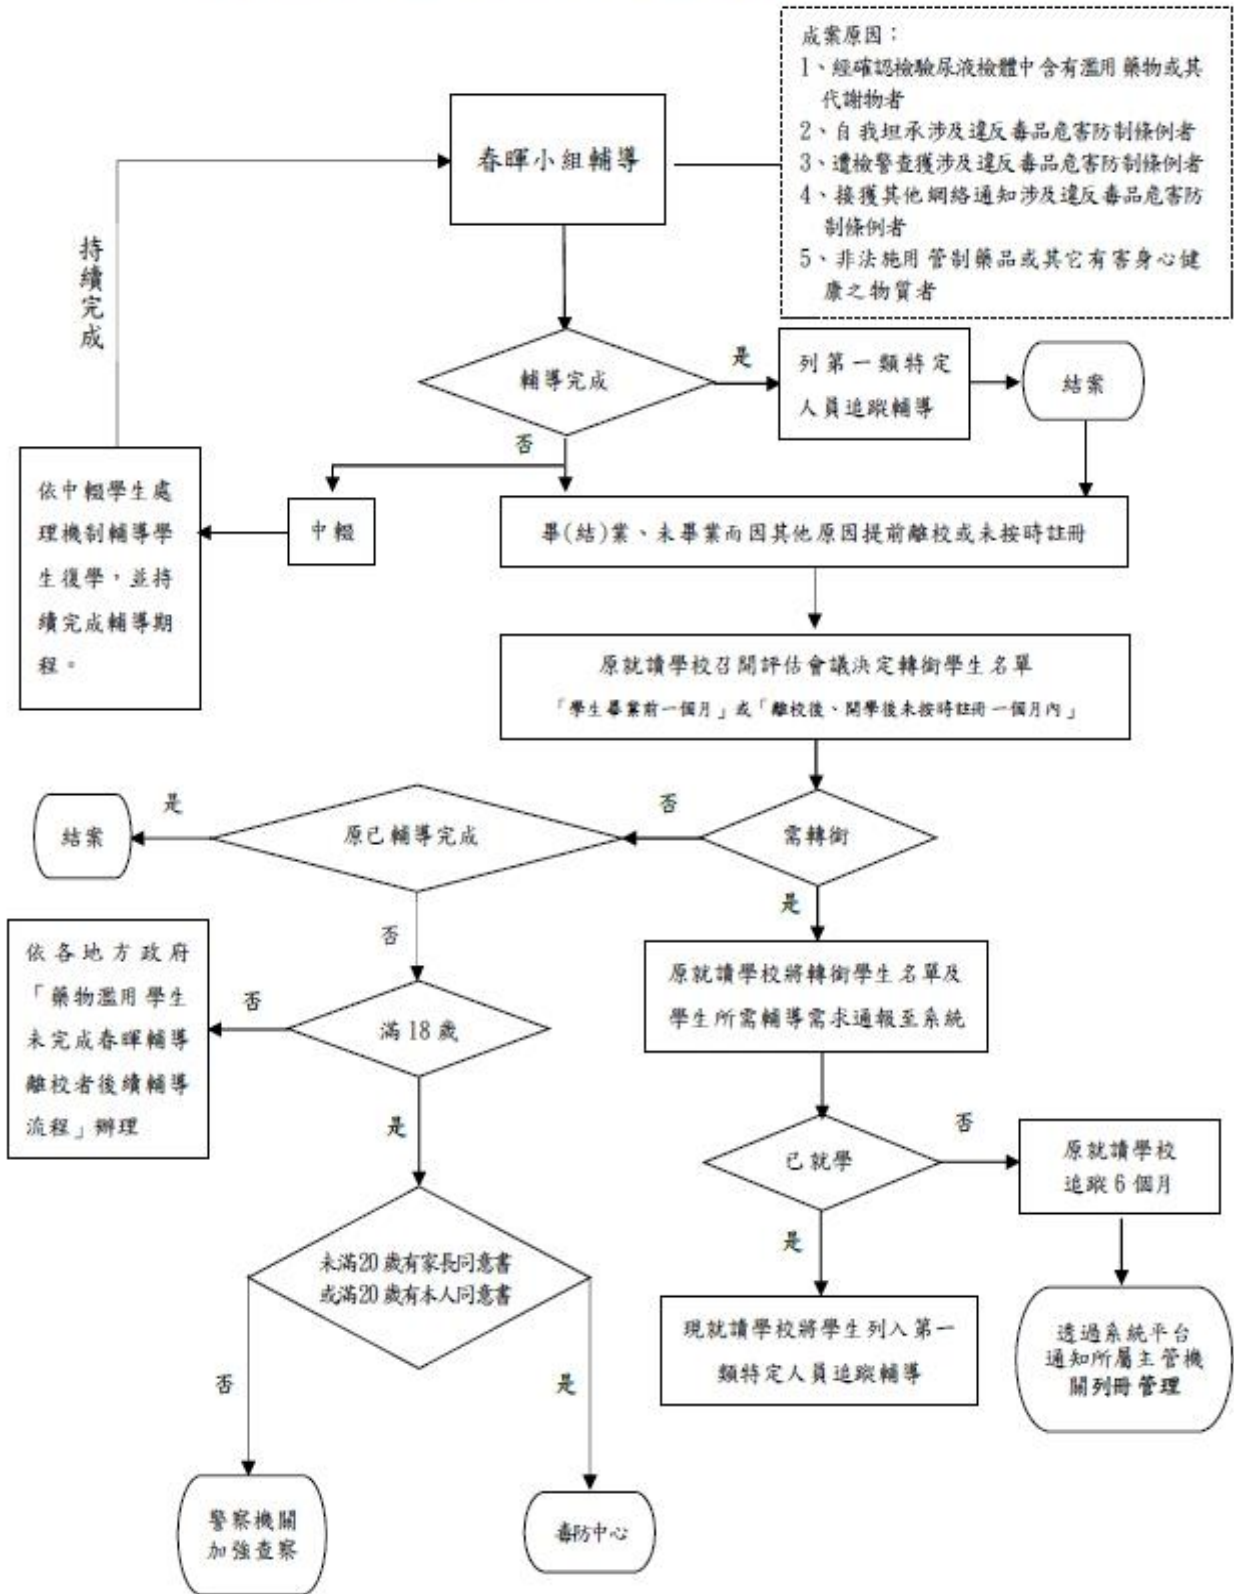 成案原因：
1、經確認檢驗尿液檢體中含有濫用藥物或其
代謝物者
2、自我坦承涉及違反毒品危害防制條例者
3、遭檢警查獲涉及違反毒品危害防制條例者
4、接獲其他網絡通知涉及違反毒品危害防
制條例者
5、非法施用管制藥品或其它有害身心健
康之物質者
春暉小組輔導
持續完成
輔導完成
是
列第一類特定
人員追蹤輔導
結案
否
依中輟學生處
理機制輔導學
生復學，並持
續完成輔導期
程。
中輟
畢(結)業、未畢業而因其他原因提前離校或未按時註冊
原就讀學校召開評估會議決定轉銜學生名單
「學生畢業前一個月」或「離校後、開學後未按時註冊一個月內」
結案
是
原已輔導完成
否
需轉銜
是
否
依各地方政府
「藥物濫用學生
未完成春暉輔導
離校者後續輔導
流程」辦理
否
滿18歲
是
原就讀學校將轉銜學生名單及
學生所需輔導需求通報至系統
已就學
否
原就讀學校
追蹤6個月
是
未滿20歲有家長同意書
或滿20歲有本人同意書
現就讀學校將學生列入第一
類特定人員追蹤輔導
透過系統平台
通知所屬主管機
關列冊管理
否
是
警察機關
加強查察
毒防中心